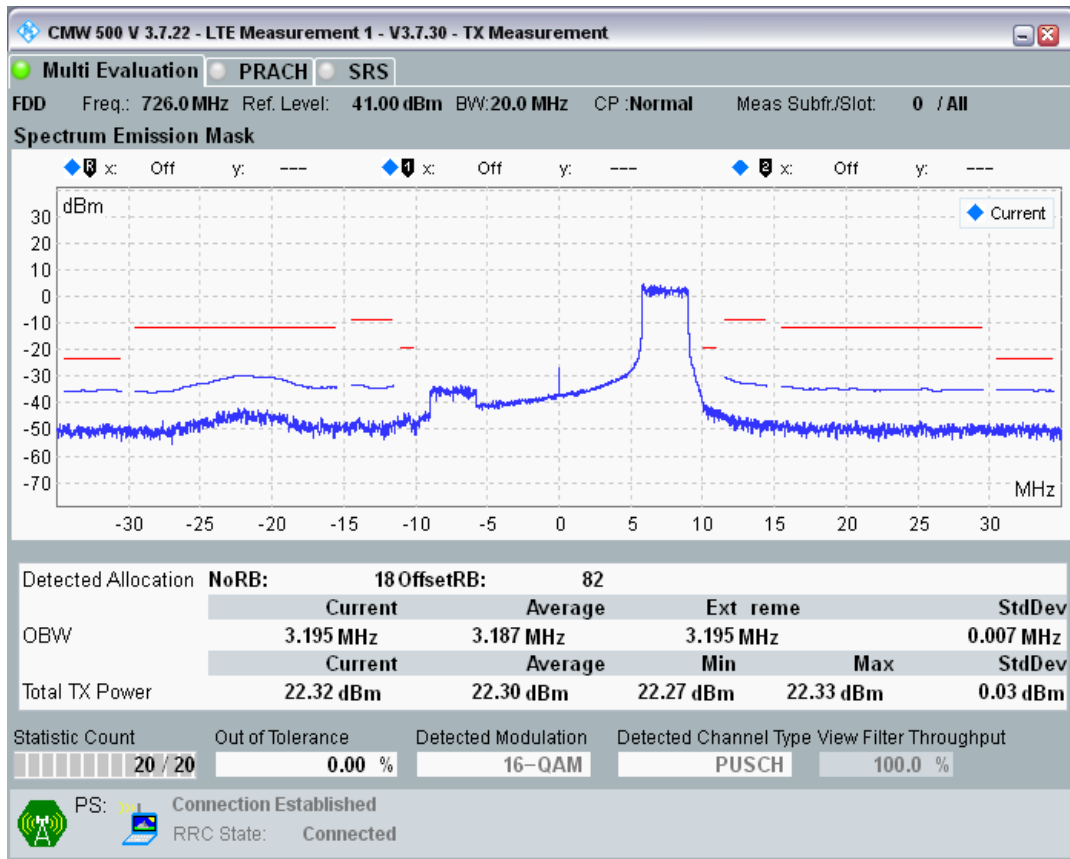 CMW 500 V 3.7.22 - LTE Measurement 1 - V3.7.30 - TX Measurement
Multi Evaluation PRACH SRS
FDD Freq.: 726.0 MHz Ref. Level: 41.00 dBm BW:20.0 MHz CP :Normal Meas Subfr./Slot: 0 / All
Spectrum Emission Mask
R x: Off y: --- 1 x: Off y: --- 2 x: Off y: ---
dBm
Current
30
20
10
0
-10
-20
-30
-40
-50
-60
-70
MHz
-30 -25 -20 -15 -10 -5 0 5 10 15 20 25 30
Detected Allocation NoRB: 18 OffsetRB: 82
Current Average Ext reme StdDev
OBW 3.195 MHz 3.187 MHz 3.195 MHz 0.007 MHz
Current Average Min Max StdDev
Total TX Power 22.32 dBm 22.30 dBm 22.27 dBm 22.33 dBm 0.03 dBm
Statistic Count Out of Tolerance Detected Modulation Detected Channel Type View Filter Throughput
20 / 20 0.00 % 16-QAM PUSCH 100.0 %
PS: Connection Established
RRC State: Connected